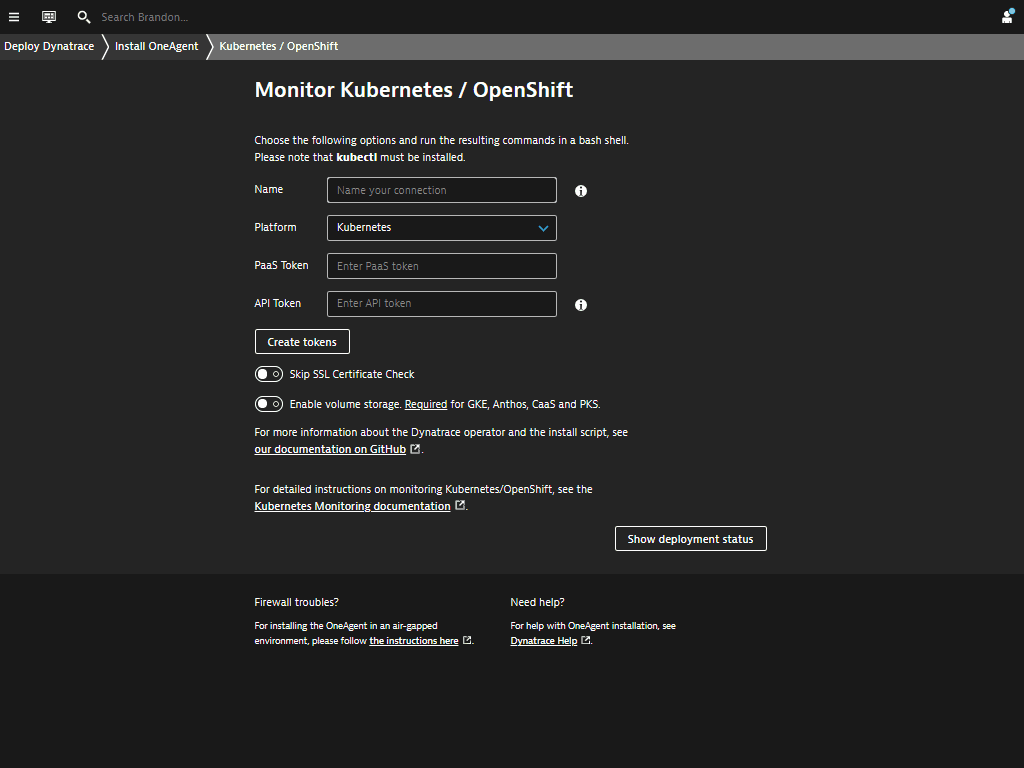 Search Brandon...
Deploy Dynatrace Install OneAgent Kubernetes / OpenShift
Monitor Kubernetes / OpenShift
Choose the following options and run the resulting commands in a bash shell.
Please note that kubectl must be installed.
Name Name your connection
Platform Kubernetes
PaaS Token Enter PaaS token
API Token Enter API token
Create tokens
Skip SSL Certificate Check
Enable volume storage. Required for GKE, Anthos, CaaS and PKS.
For more information about the Dynatrace operator and the install script, see
our documentation on GitHub.
For detailed instructions on monitoring Kubernetes/OpenShift, see the
Kubernetes Monitoring documentation.
Show deployment status
Firewall troubles?
For installing the OneAgent in an air-gapped
environment, please follow the instructions here.
Need help?
For help with OneAgent installation, see
Dynatrace Help.